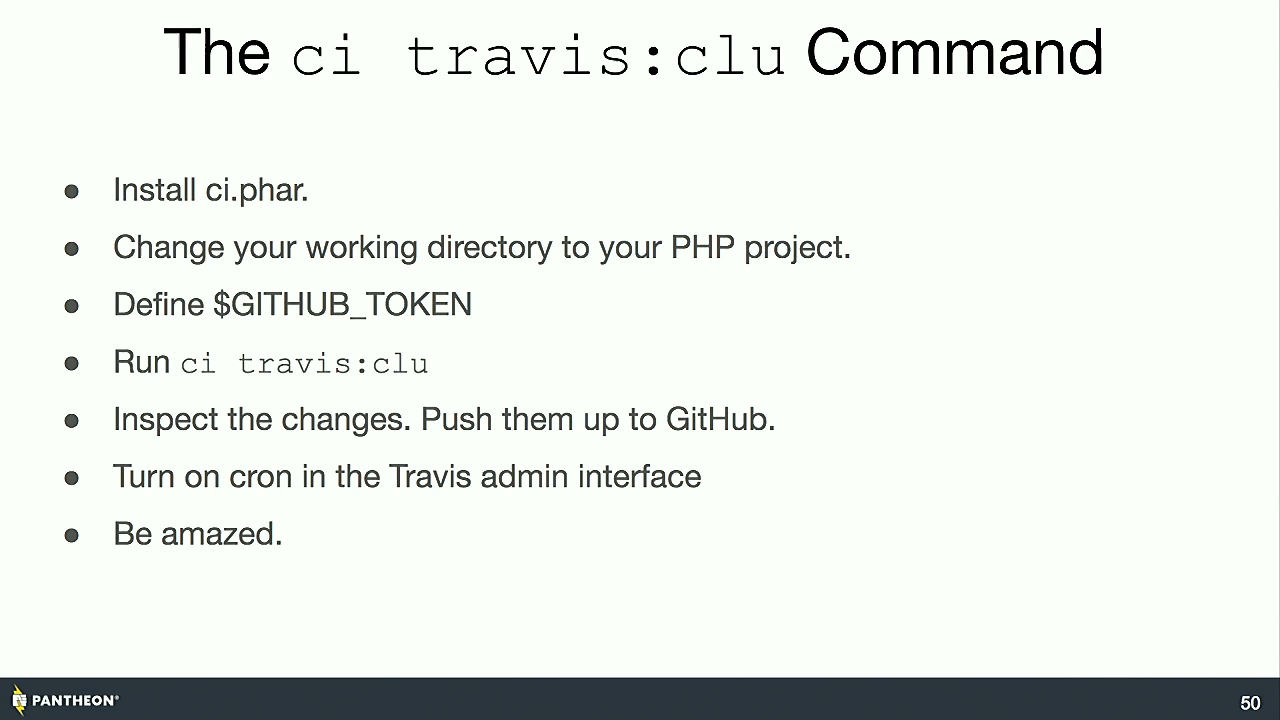 The ci travis:clu Command
● Install ci.phar.
● Change your working directory to your PHP project.
● Define $GITHUB_TOKEN
● Run ci travis:clu
● Inspect the changes. Push them up to GitHub.
● Turn on cron in the Travis admin interface
● Be amazed.
PANTHEON®
50